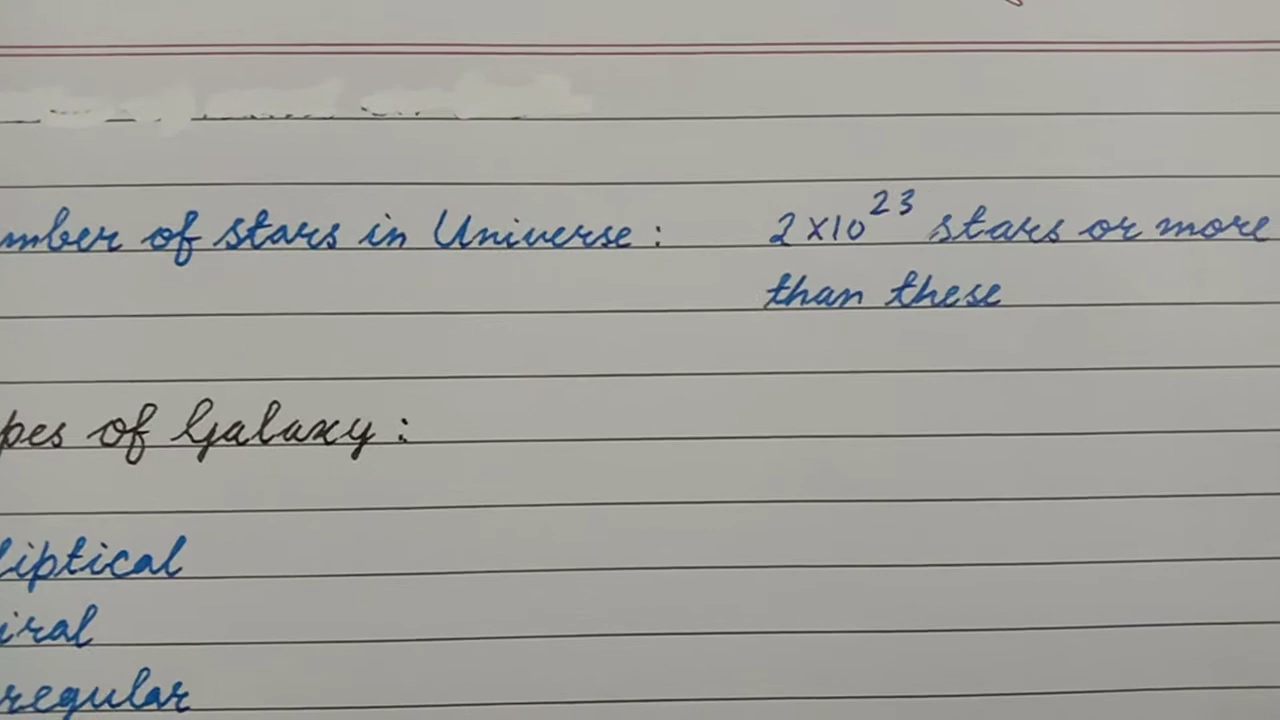 mber of stars in Universe : 2×10²³ stars or more
than these
pes of Galaxy :
liptical
iral
regular